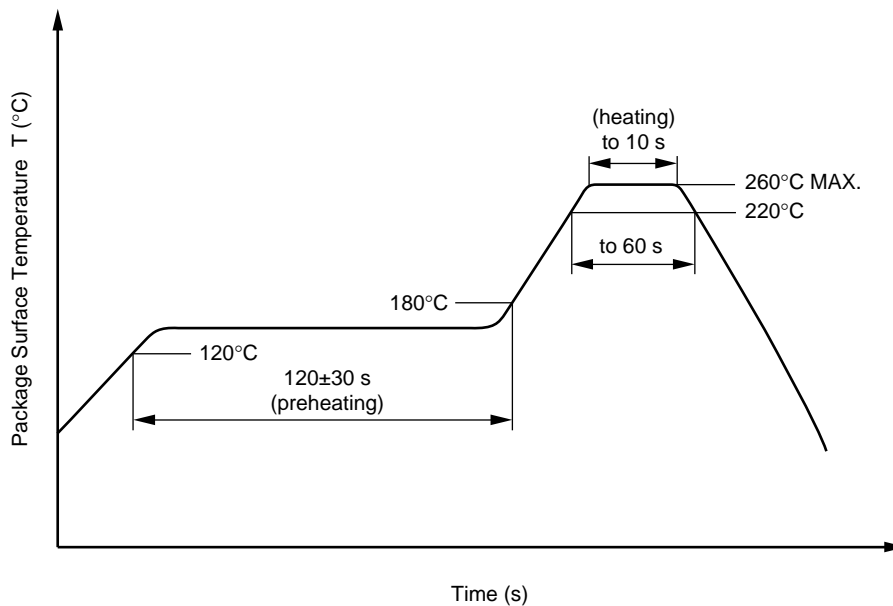 Package Surface Temperature T (°C)
(heating)
to 10 s
260°C MAX.
220°C
to 60 s
180°C
120°C
120±30 s
(preheating)
Time (s)